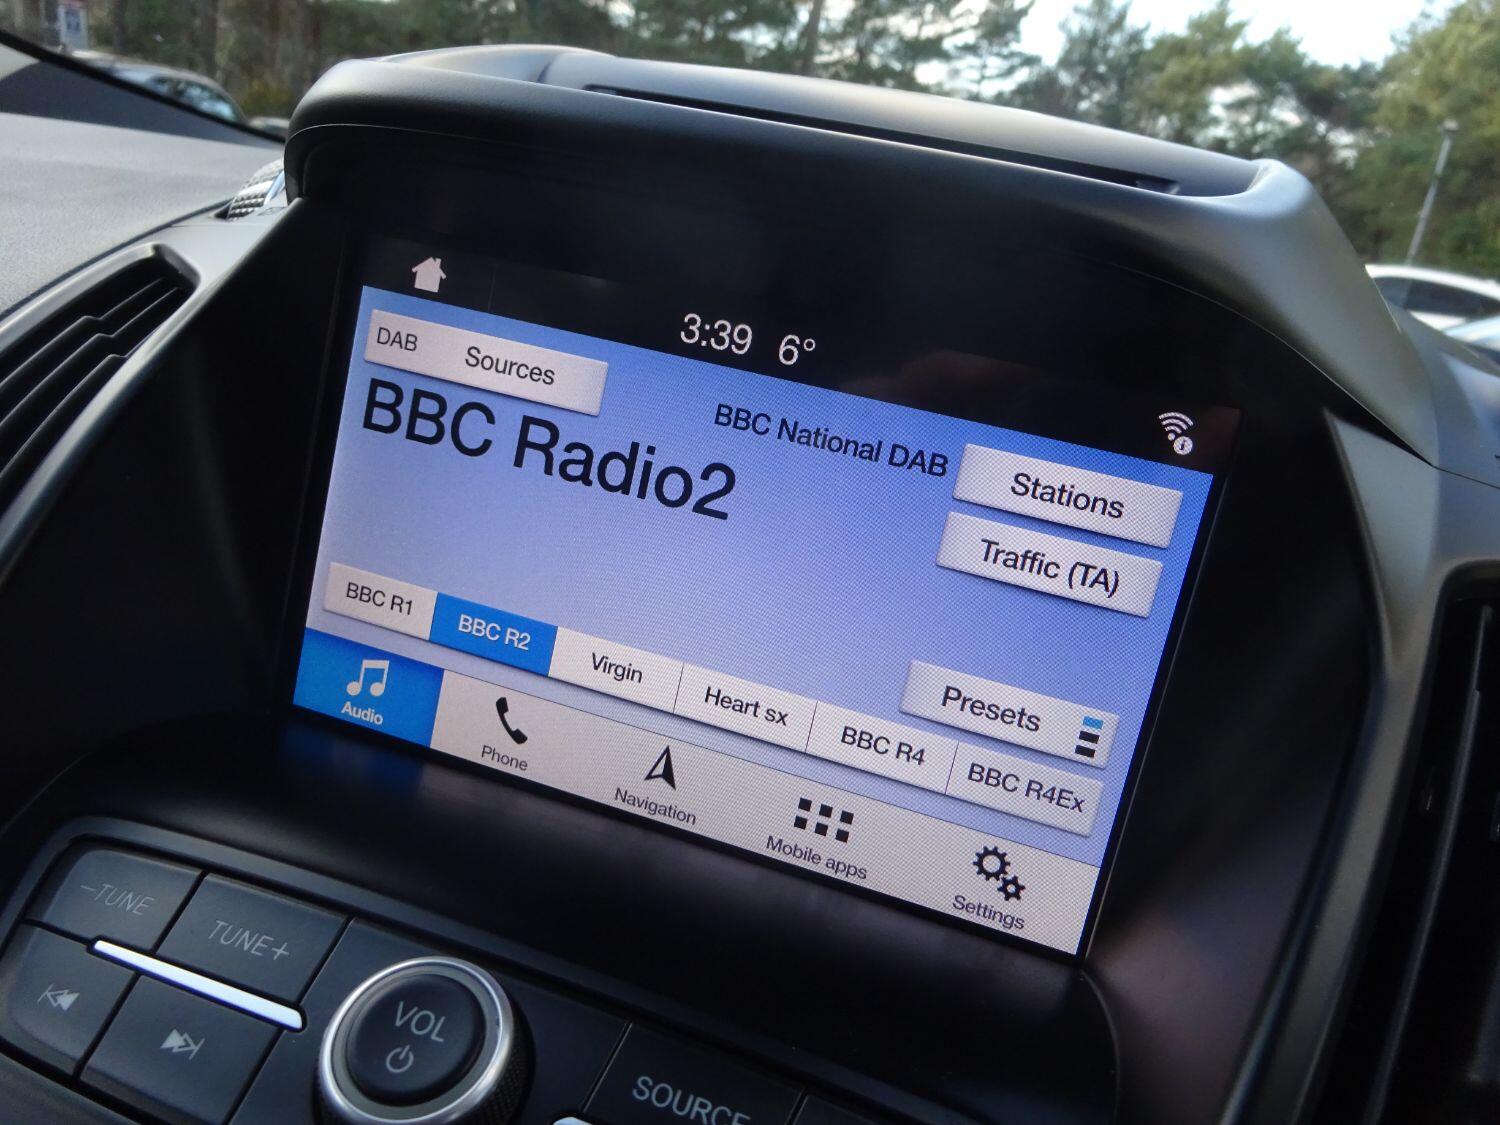 3:39 6°
DAB Sources
BBC National DAB
BBC Radio2
Stations
Traffic (TA)
Presets
BBC R1 BBC R2 Virgin Heart sx BBC R4 BBC R4Ex
Audio Phone Navigation Mobile apps Settings
−TUNE TUNE+
VOL
SOURCE